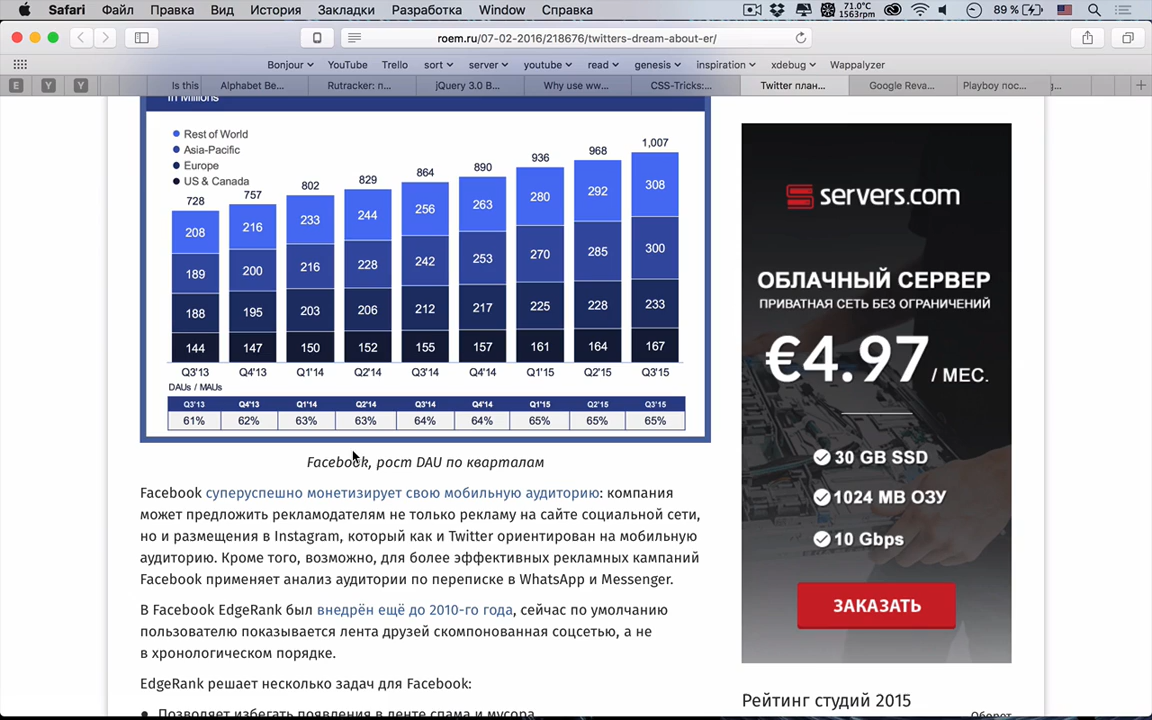 Safari Файл Правка Вид История Закладки Разработка Window Справка 71.0°C 1563rpm 89 %
roem.ru/07-02-2016/218676/twitters-dream-about-er/
Bonjour YouTube Trello sort server youtube read genesis inspiration xdebug Wappalyzer
E Y Y Is this Alphabet Be... Rutracker: п... jQuery 3.0 B... Why use ww... CSS-Tricks:... Twitter план... Google Reva... Playboy пос...
In Millions
Rest of World
Asia-Pacific
Europe
US & Canada
728 757 802 829 864 890 936 968 1,007
208 216 233 244 256 263 280 292 308
189 200 216 228 242 253 270 285 300
188 195 203 206 212 217 225 228 233
144 147 150 152 155 157 161 164 167
Q3'13 Q4'13 Q1'14 Q2'14 Q3'14 Q4'14 Q1'15 Q2'15 Q3'15
DAUs / MAUs
Q3'13 Q4'13 Q1'14 Q2'14 Q3'14 Q4'14 Q1'15 Q2'15 Q3'15
61% 62% 63% 63% 64% 64% 65% 65% 65%
Facebook, рост DAU по кварталам
Facebook суперуспешно монетизирует свою мобильную аудиторию: компания
может предложить рекламодателям не только рекламу на сайте социальной сети,
но и размещения в Instagram, который как и Twitter ориентирован на мобильную
аудиторию. Кроме того, возможно, для более эффективных рекламных кампаний
Facebook применяет анализ аудитории по переписке в WhatsApp и Messenger.
В Facebook EdgeRank был внедрён ещё до 2010-го года, сейчас по умолчанию
пользователю показывается лента друзей скомпонованная соцсетью, а не
в хронологическом порядке.
EdgeRank решает несколько задач для Facebook:
Позволяет избегать появления в ленте спама и мусора
servers.com
ОБЛАЧНЫЙ СЕРВЕР
ПРИВАТНАЯ СЕТЬ БЕЗ ОГРАНИЧЕНИЙ
€4.97 / МЕС.
30 GB SSD
1024 MB ОЗУ
10 Gbps
ЗАКАЗАТЬ
Рейтинг студий 2015
Оборот